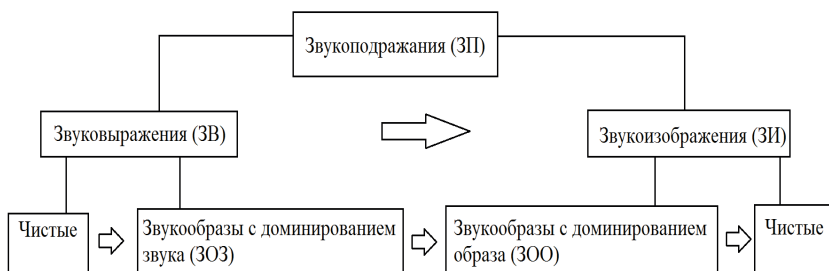 Звукоподражания (ЗП)
Звуковыражения (ЗВ)
Звукоизображения (ЗИ)
Чистые
Звукообразы с доминированием
звука (ЗОЗ)
Звукообразы с доминированием
образа (ЗОО)
Чистые